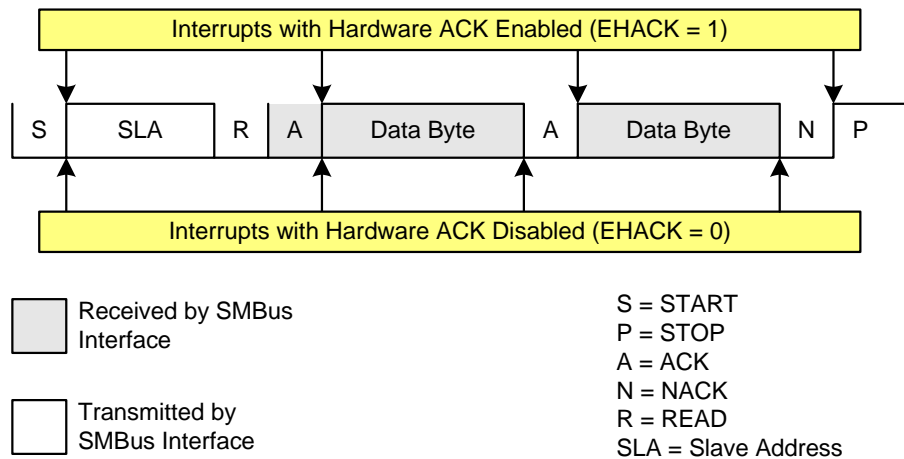 Interrupts with Hardware ACK Enabled (EHACK = 1)
S SLA R A Data Byte A Data Byte N P
Interrupts with Hardware ACK Disabled (EHACK = 0)
Received by SMBus
Interface
Transmitted by
SMBus Interface
S = START
P = STOP
A = ACK
N = NACK
R = READ
SLA = Slave Address